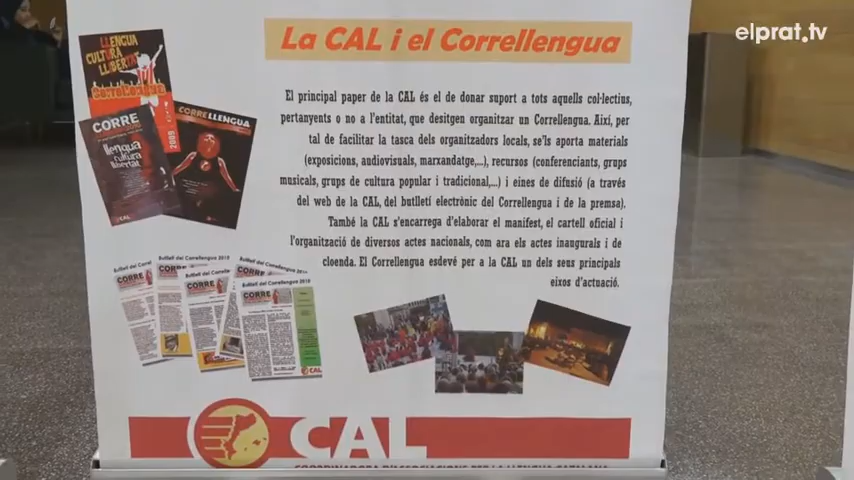 elprat.tv
La CAL i el Correllengua
El principal paper de la CAL és el de donar suport a tots aquells col·lectius,
pertanyents o no a l'entitat, que desitgen organitzar un Correllengua. Així, per
tal de facilitar la tasca dels organitzadors locals, se'ls aporta materials
(exposicions, audiovisuals, marxandatge,...), recursos (conferenciants, grups
musicals, grups de cultura popular i tradicional,...) i eines de difusió (a través
del web de la CAL, del butlletí electrònic del Correllengua i de la premsa).
També la CAL s'encarrega d'elaborar el manifest, el cartell oficial i
l'organització de diversos actes nacionals, com ara els actes inaugurals i de
cloenda. El Correllengua esdevé per a la CAL un dels seus principals
eixos d'actuació.
LLENGUA
CULTURA
LLIBERTAT
correllengua
2009
CORRE
llengua
cultura
llibertat
CAL
CORRELLENGUA
Butlletí del Correllengua 2010
CORRE
CORRE
Butlletí del Correllengua 2010
CORRE
CAL
CAL
COORDINADORA D'ASSOCIACIONS PER LA LLENGUA CATALANA